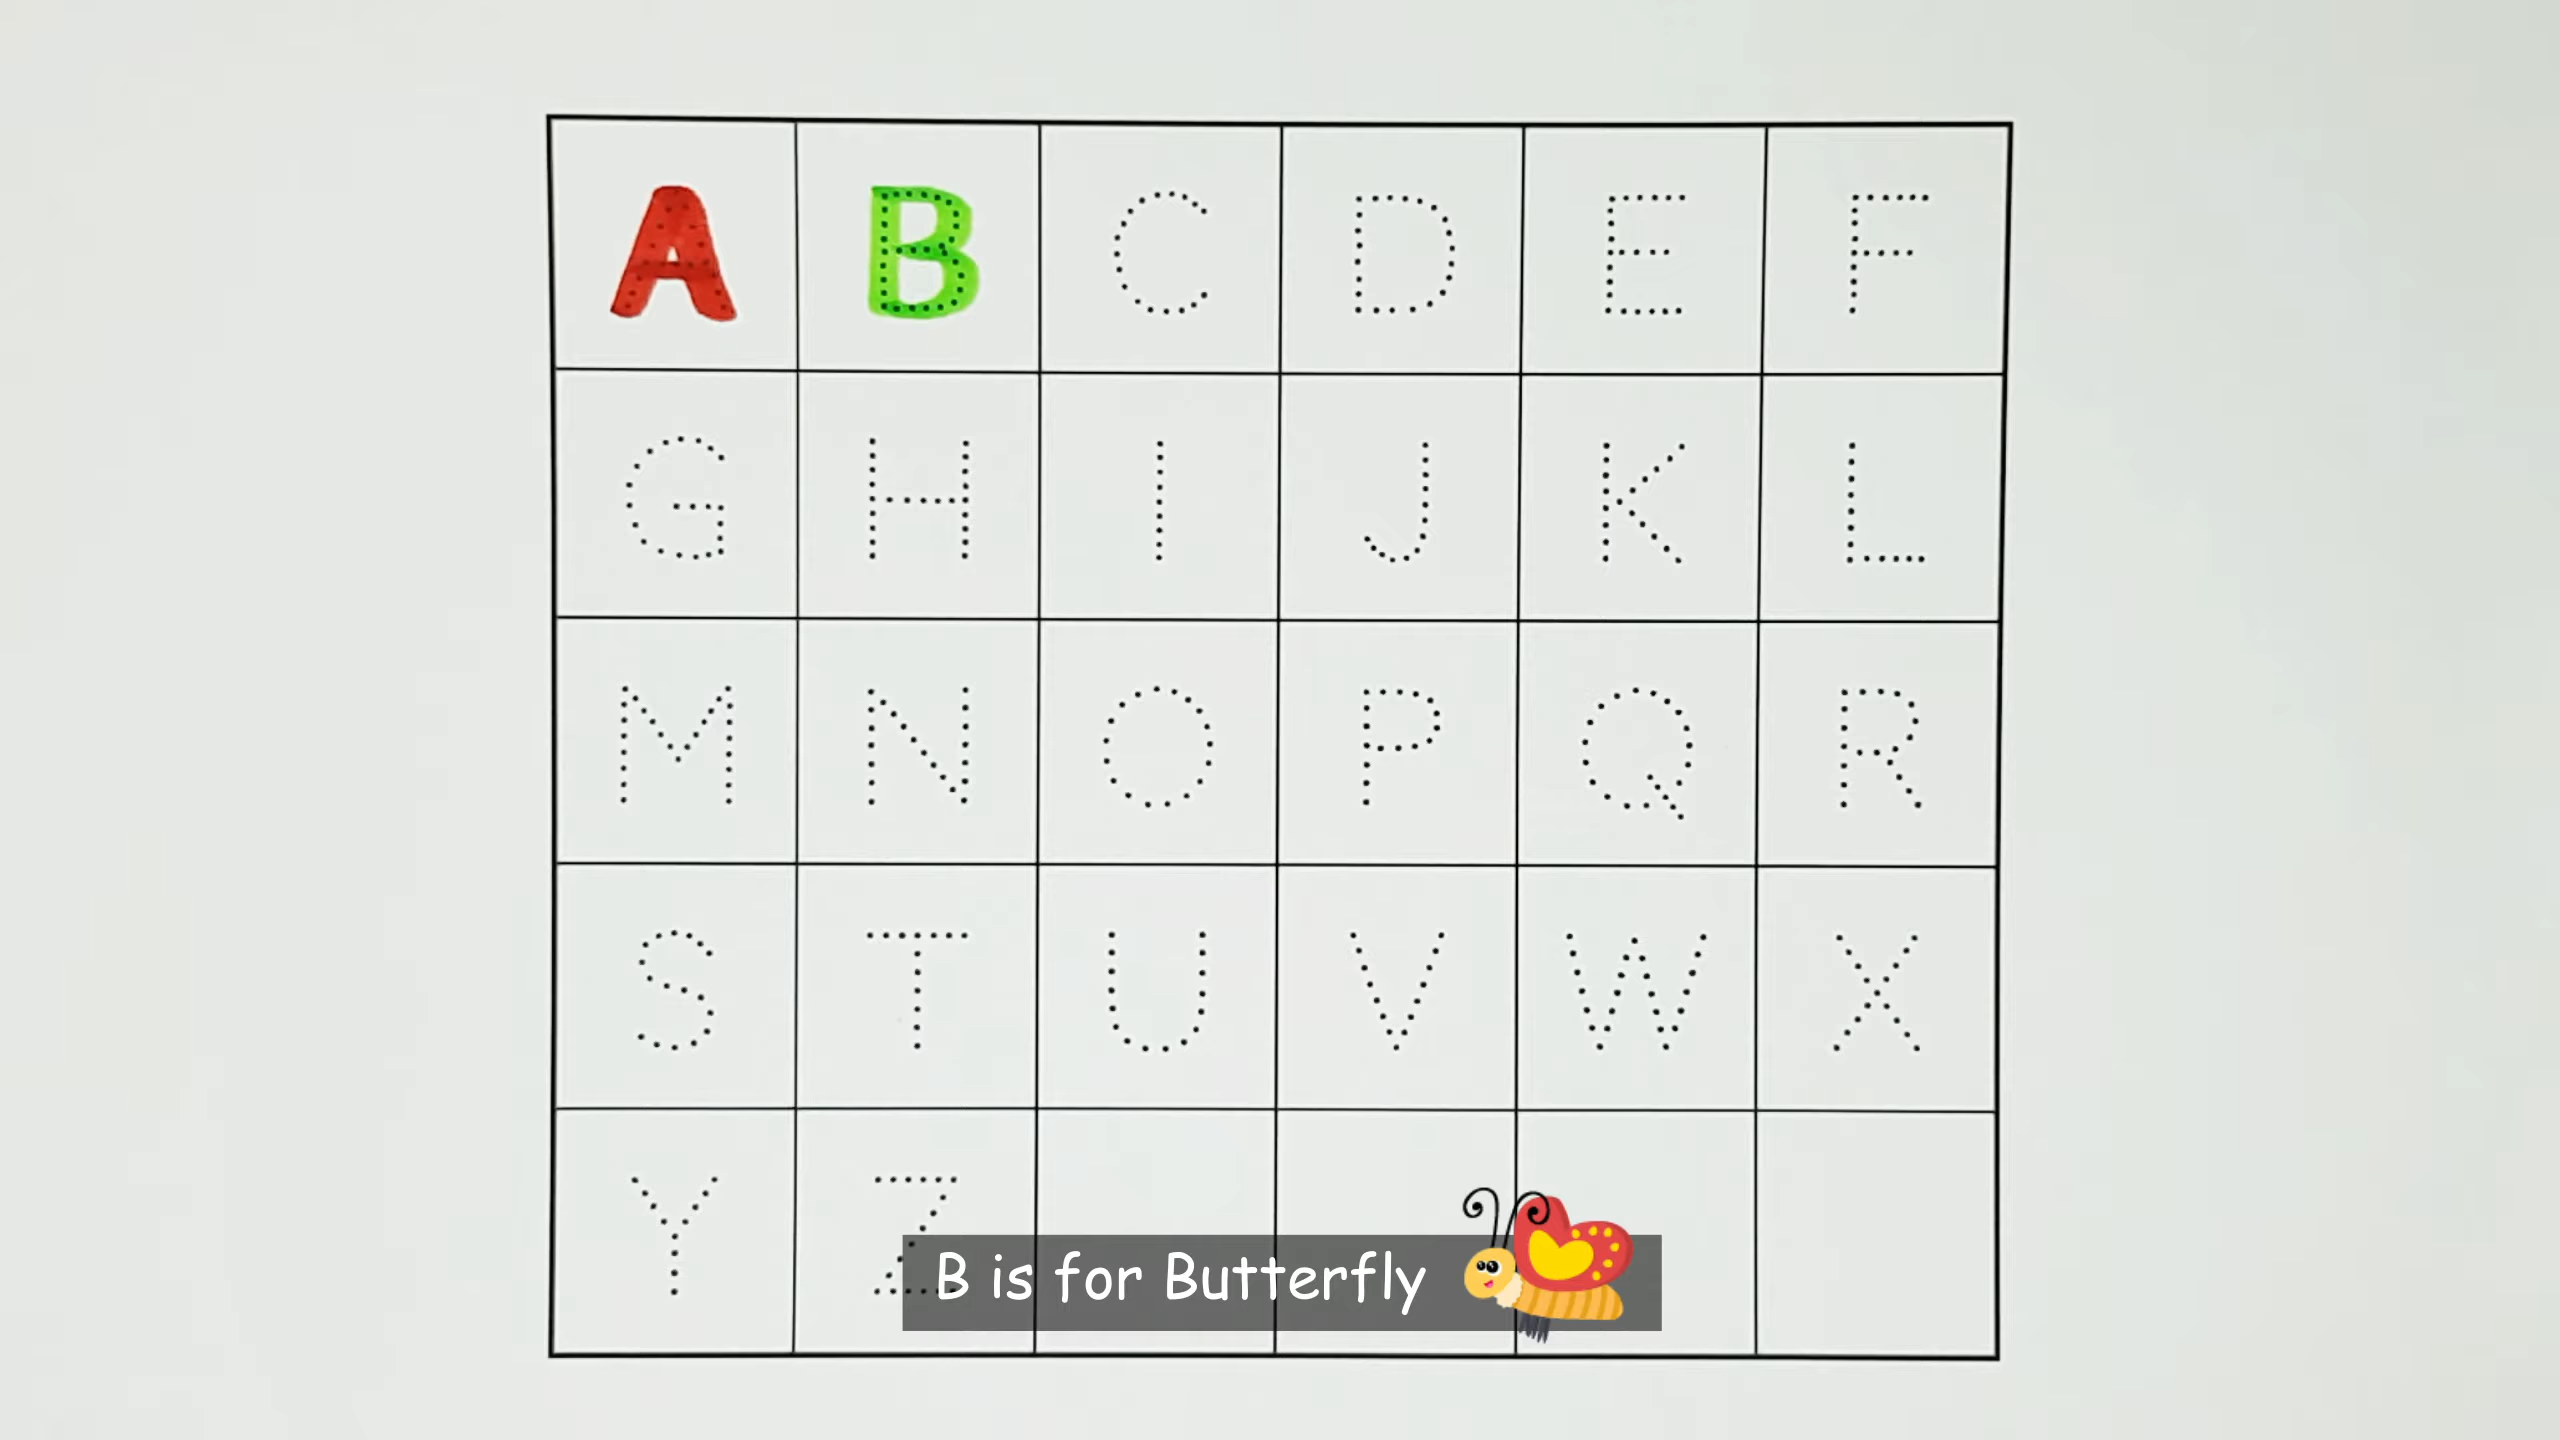 A B C D E F
G H I J K L
M N O P Q R
S T U V W X
Y Z
B is for Butterfly